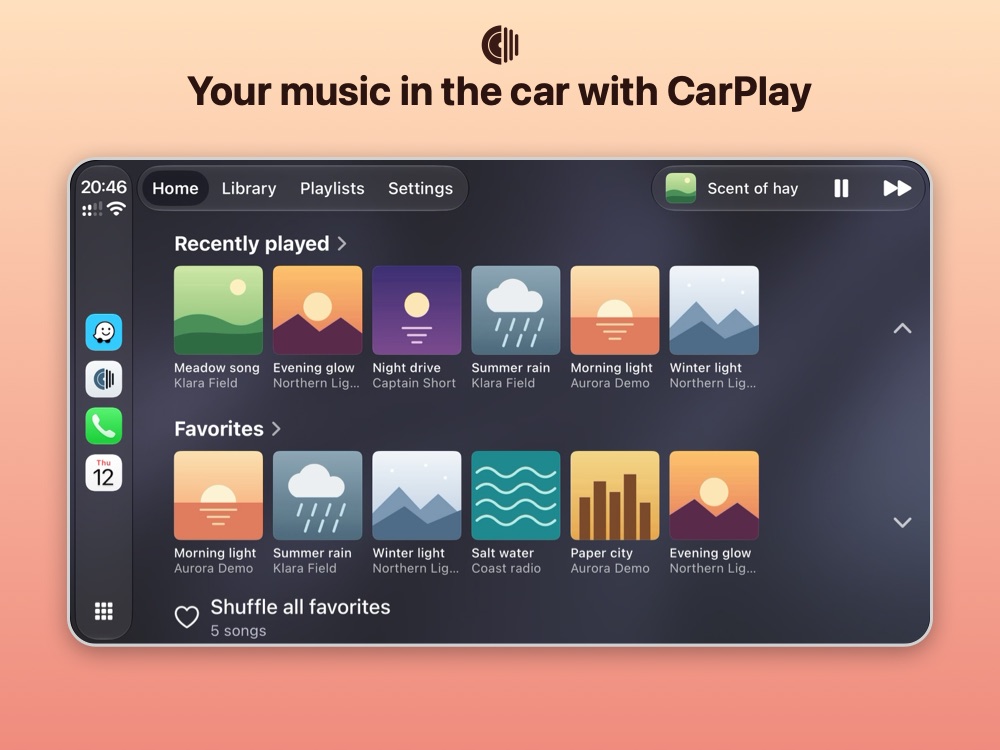 Your music in the car with CarPlay
20:46
Home Library Playlists Settings
Scent of hay
Recently played
Meadow song Evening glow Night drive Summer rain Morning light Winter light
Klara Field Northern Lig... Captain Short Klara Field Aurora Demo Northern Lig...
Favorites
Morning light Summer rain Winter light Salt water Paper city Evening glow
Aurora Demo Klara Field Northern Lig... Coast radio Aurora Demo Northern Lig...
Thu
12
Shuffle all favorites
5 songs